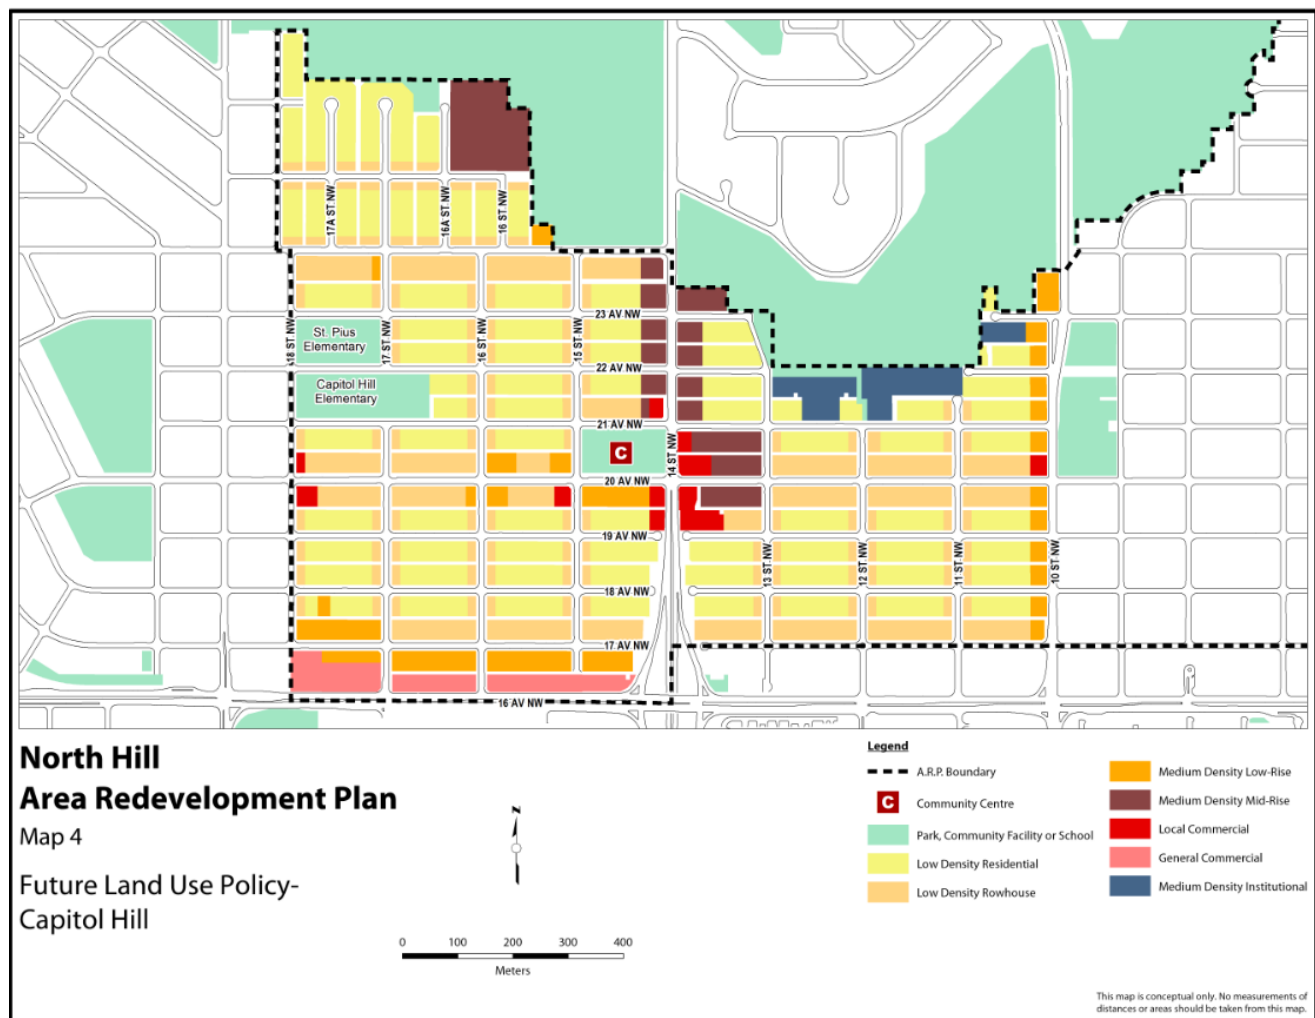 17A ST. NW
16A ST. NW
16 ST NW
23 AV NW
St. Pius
Elementary
18 ST. NW
17 ST. NW
16 ST NW
15 ST. NW
22 AV NW
Capitol Hill
Elementary
21 AV NW
C
14 ST NW
20 AV NW
19 AV NW
13 ST. NW
12 ST. NW
11 ST. NW
10 ST. NW
18 AV NW
17 AV NW
16 AV NW
North Hill
Area Redevelopment Plan
Map 4
Future Land Use Policy-
Capitol Hill
N
0 100 200 300 400
Meters
Legend
A.R.P. Boundary
C Community Centre
Park, Community Facility or School
Low Density Residential
Low Density Rowhouse
Medium Density Low-Rise
Medium Density Mid-Rise
Local Commercial
General Commercial
Medium Density Institutional
This map is conceptual only. No measurements of
distances or areas should be taken from this map.